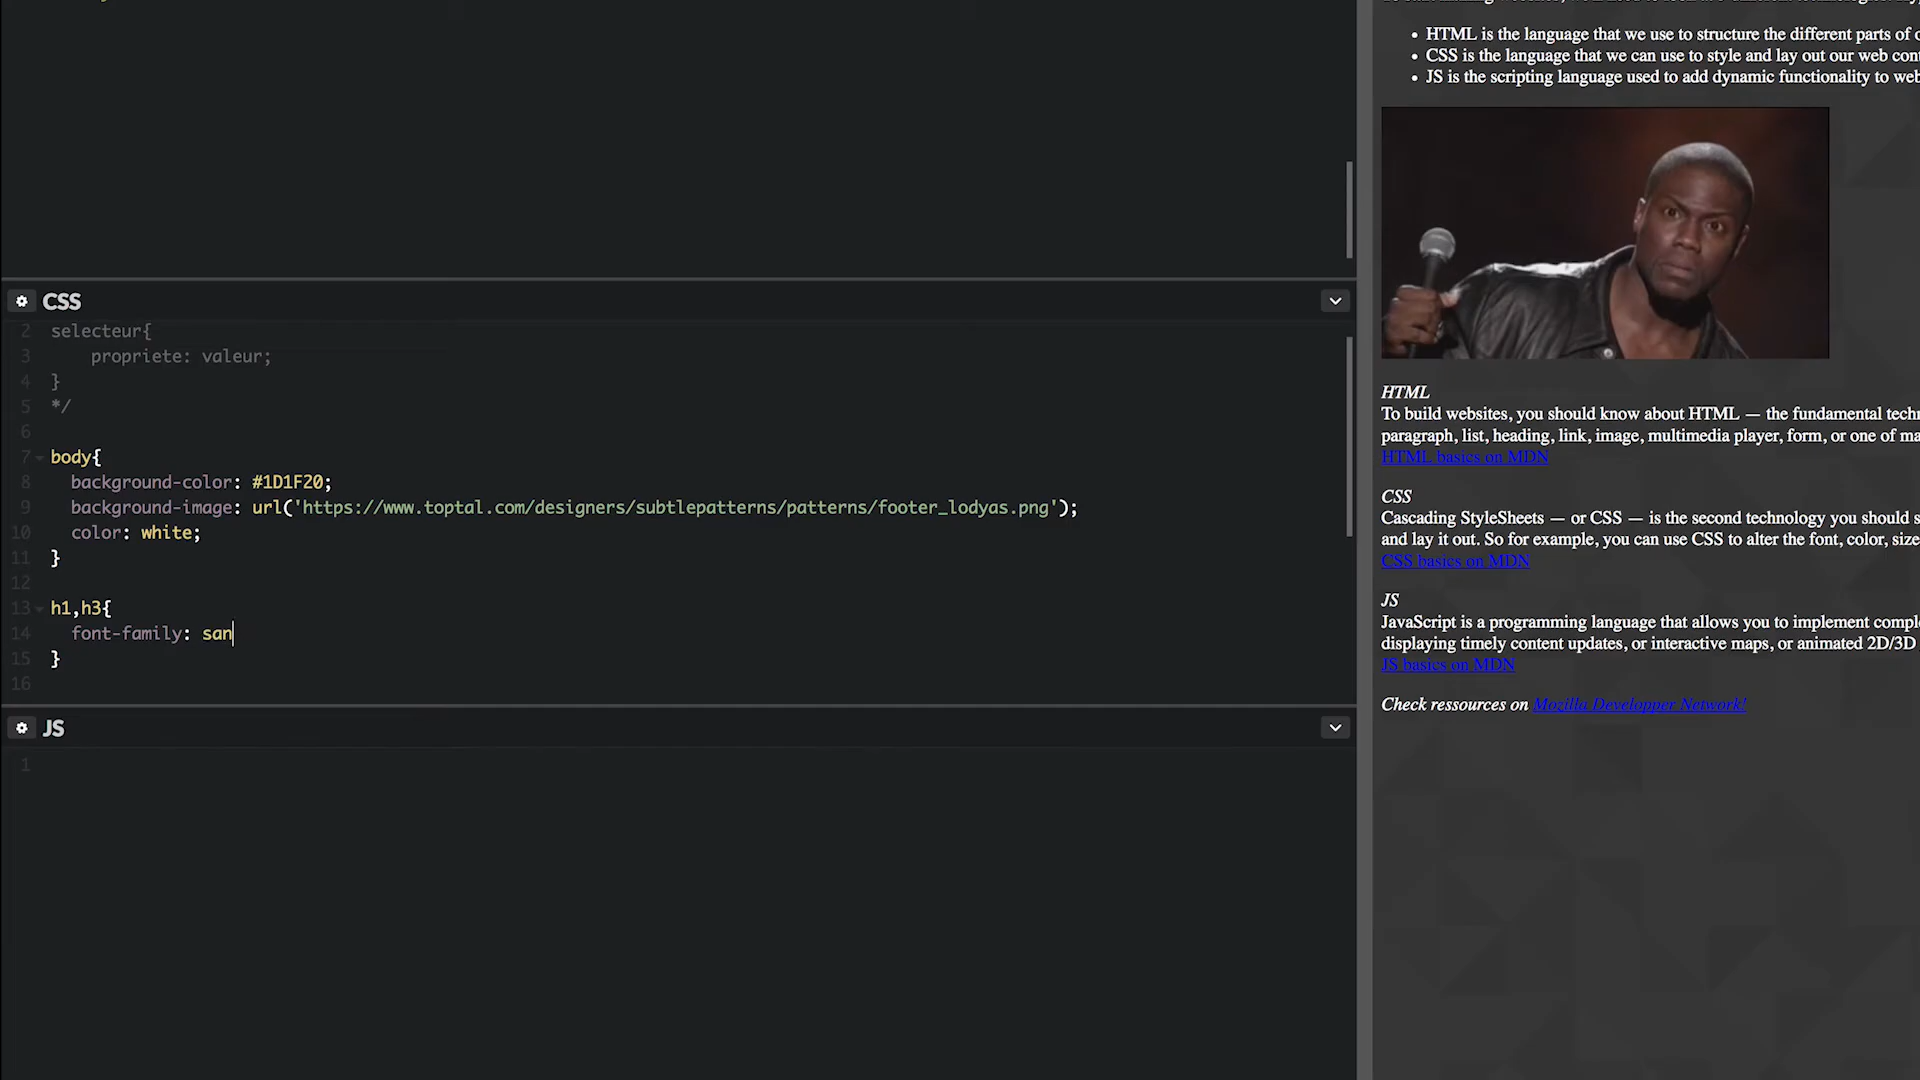 CSS
2 selecteur{
3 propriete: valeur;
4 }
5 */
6
7 body{
8 background-color: #1D1F20;
9 background-image: url('https://www.toptal.com/designers/subtlepatterns/patterns/footer_lodyas.png');
10 color: white;
11 }
12
13 h1,h3{
14 font-family: san
15 }
16
JS
1
• HTML is the language that we use to structure the different parts of
• CSS is the language that we can use to style and lay out our web
• JS is the scripting language used to add dynamic functionality to
HTML
To build websites, you should know about HTML — the fundamental
paragraph, list, heading, link, image, multimedia player, form, or one of
HTML basics on MDN
CSS
Cascading StyleSheets — or CSS — is the second technology you should
and lay it out. So for example, you can use CSS to alter the font, color, size
CSS basics on MDN
JS
JavaScript is a programming language that allows you to implement
displaying timely content updates, or interactive maps, or animated 2D/3D
JS basics on MDN
Check ressources on Mozilla Developper Network!